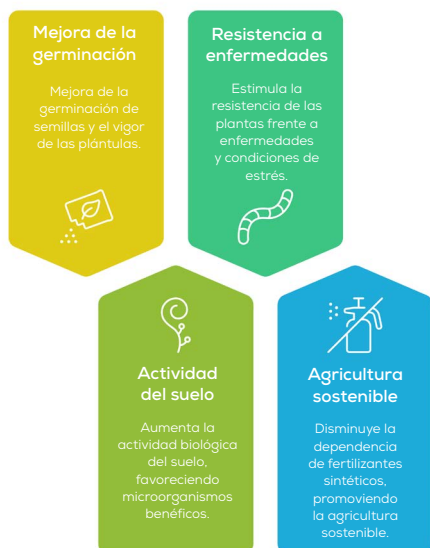 Mejora de la
germinación
Mejora de la
germinación de
semillas y el vigor
de las plántulas.
Resistencia a
enfermedades
Estimula la
resistencia de las
plantas frente a
enfermedades
y condiciones de
estrés.
Actividad
del suelo
Aumenta la
actividad biológica
del suelo,
favoreciendo
microorganismos
benéficos.
Agricultura
sostenible
Disminuye la
dependencia
de fertilizantes
sintéticos,
promoviendo
la agricultura
sostenible.